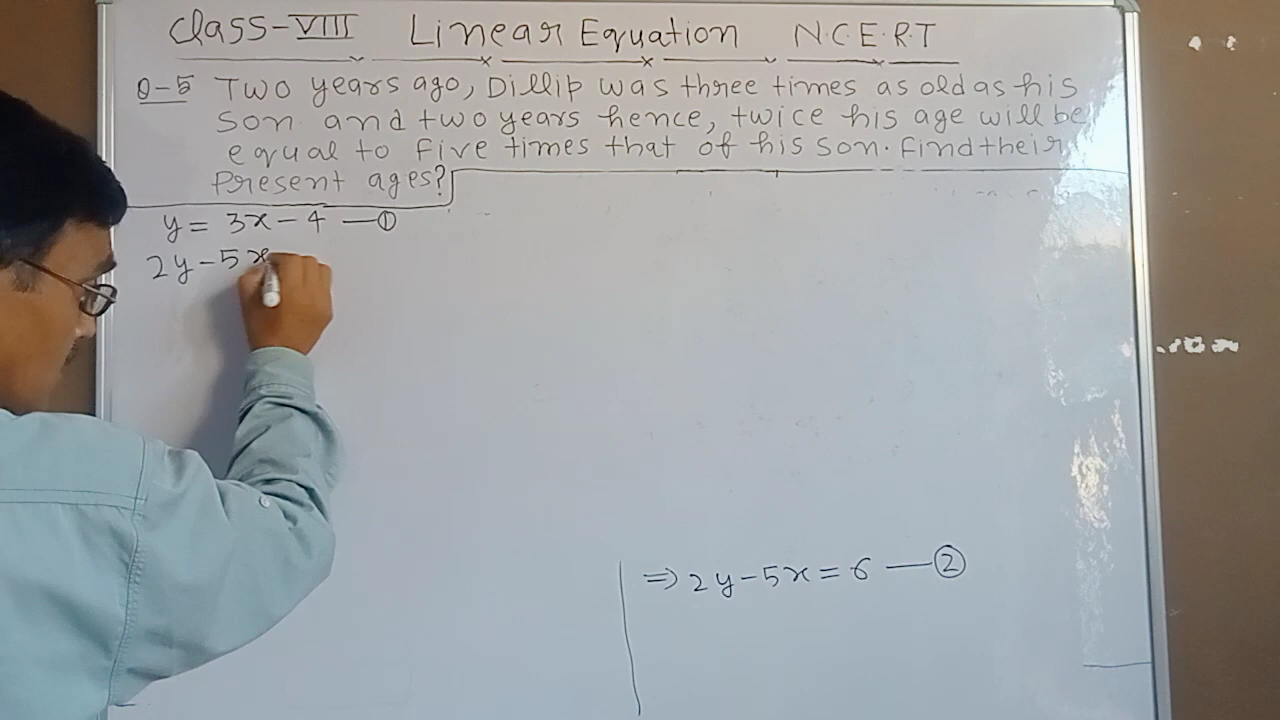 Class-VIII Linear Equation N.C.E.R.T
Q-5 Two years ago, Dillip was three times as old as his
son and two years hence, twice his age will be
equal to five times that of his son. Find their
Present ages?
y = 3x - 4 —①
2y - 5x
⇒ 2y - 5x = 6 —②